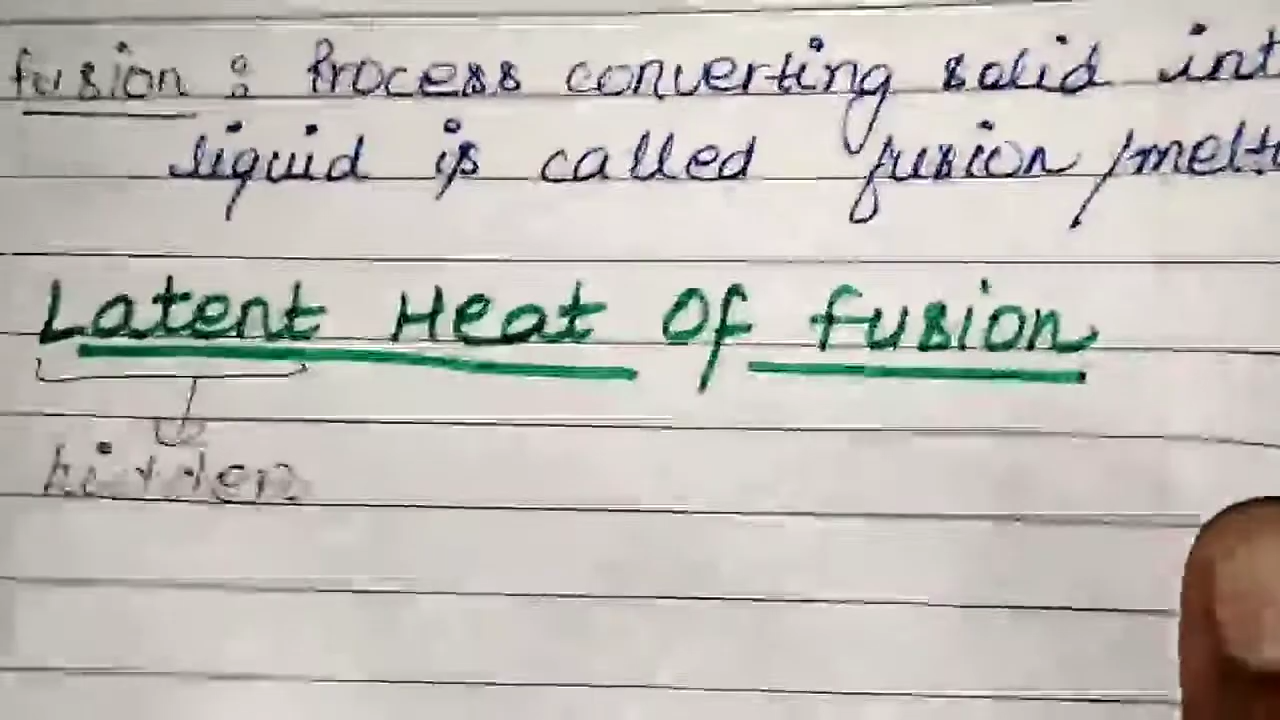 fusion : Process converting solid int
liquid is called fusion /melt
Latent Heat Of fusion
hidden